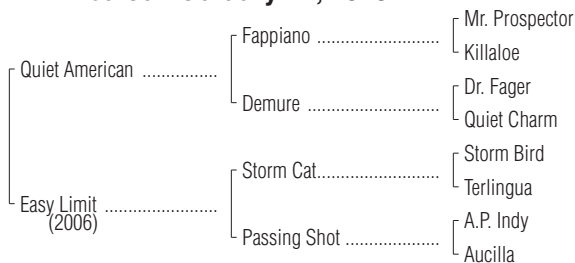 Mr. Prospector
Fappiano
Killaloe
Quiet American
Dr. Fager
Demure
Quiet Charm
Storm Bird
Storm Cat
Terlingua
Easy Limit
(2006)
A.P. Indy
Passing Shot
Aucilla